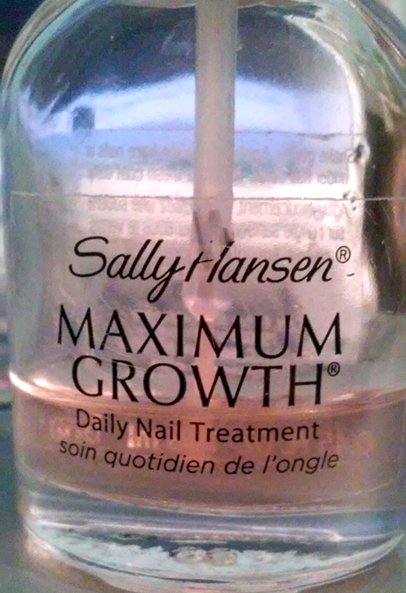 Sally Hansen®
MAXIMUM
GROWTH®
Daily Nail Treatment
soin quotidien de l'ongle